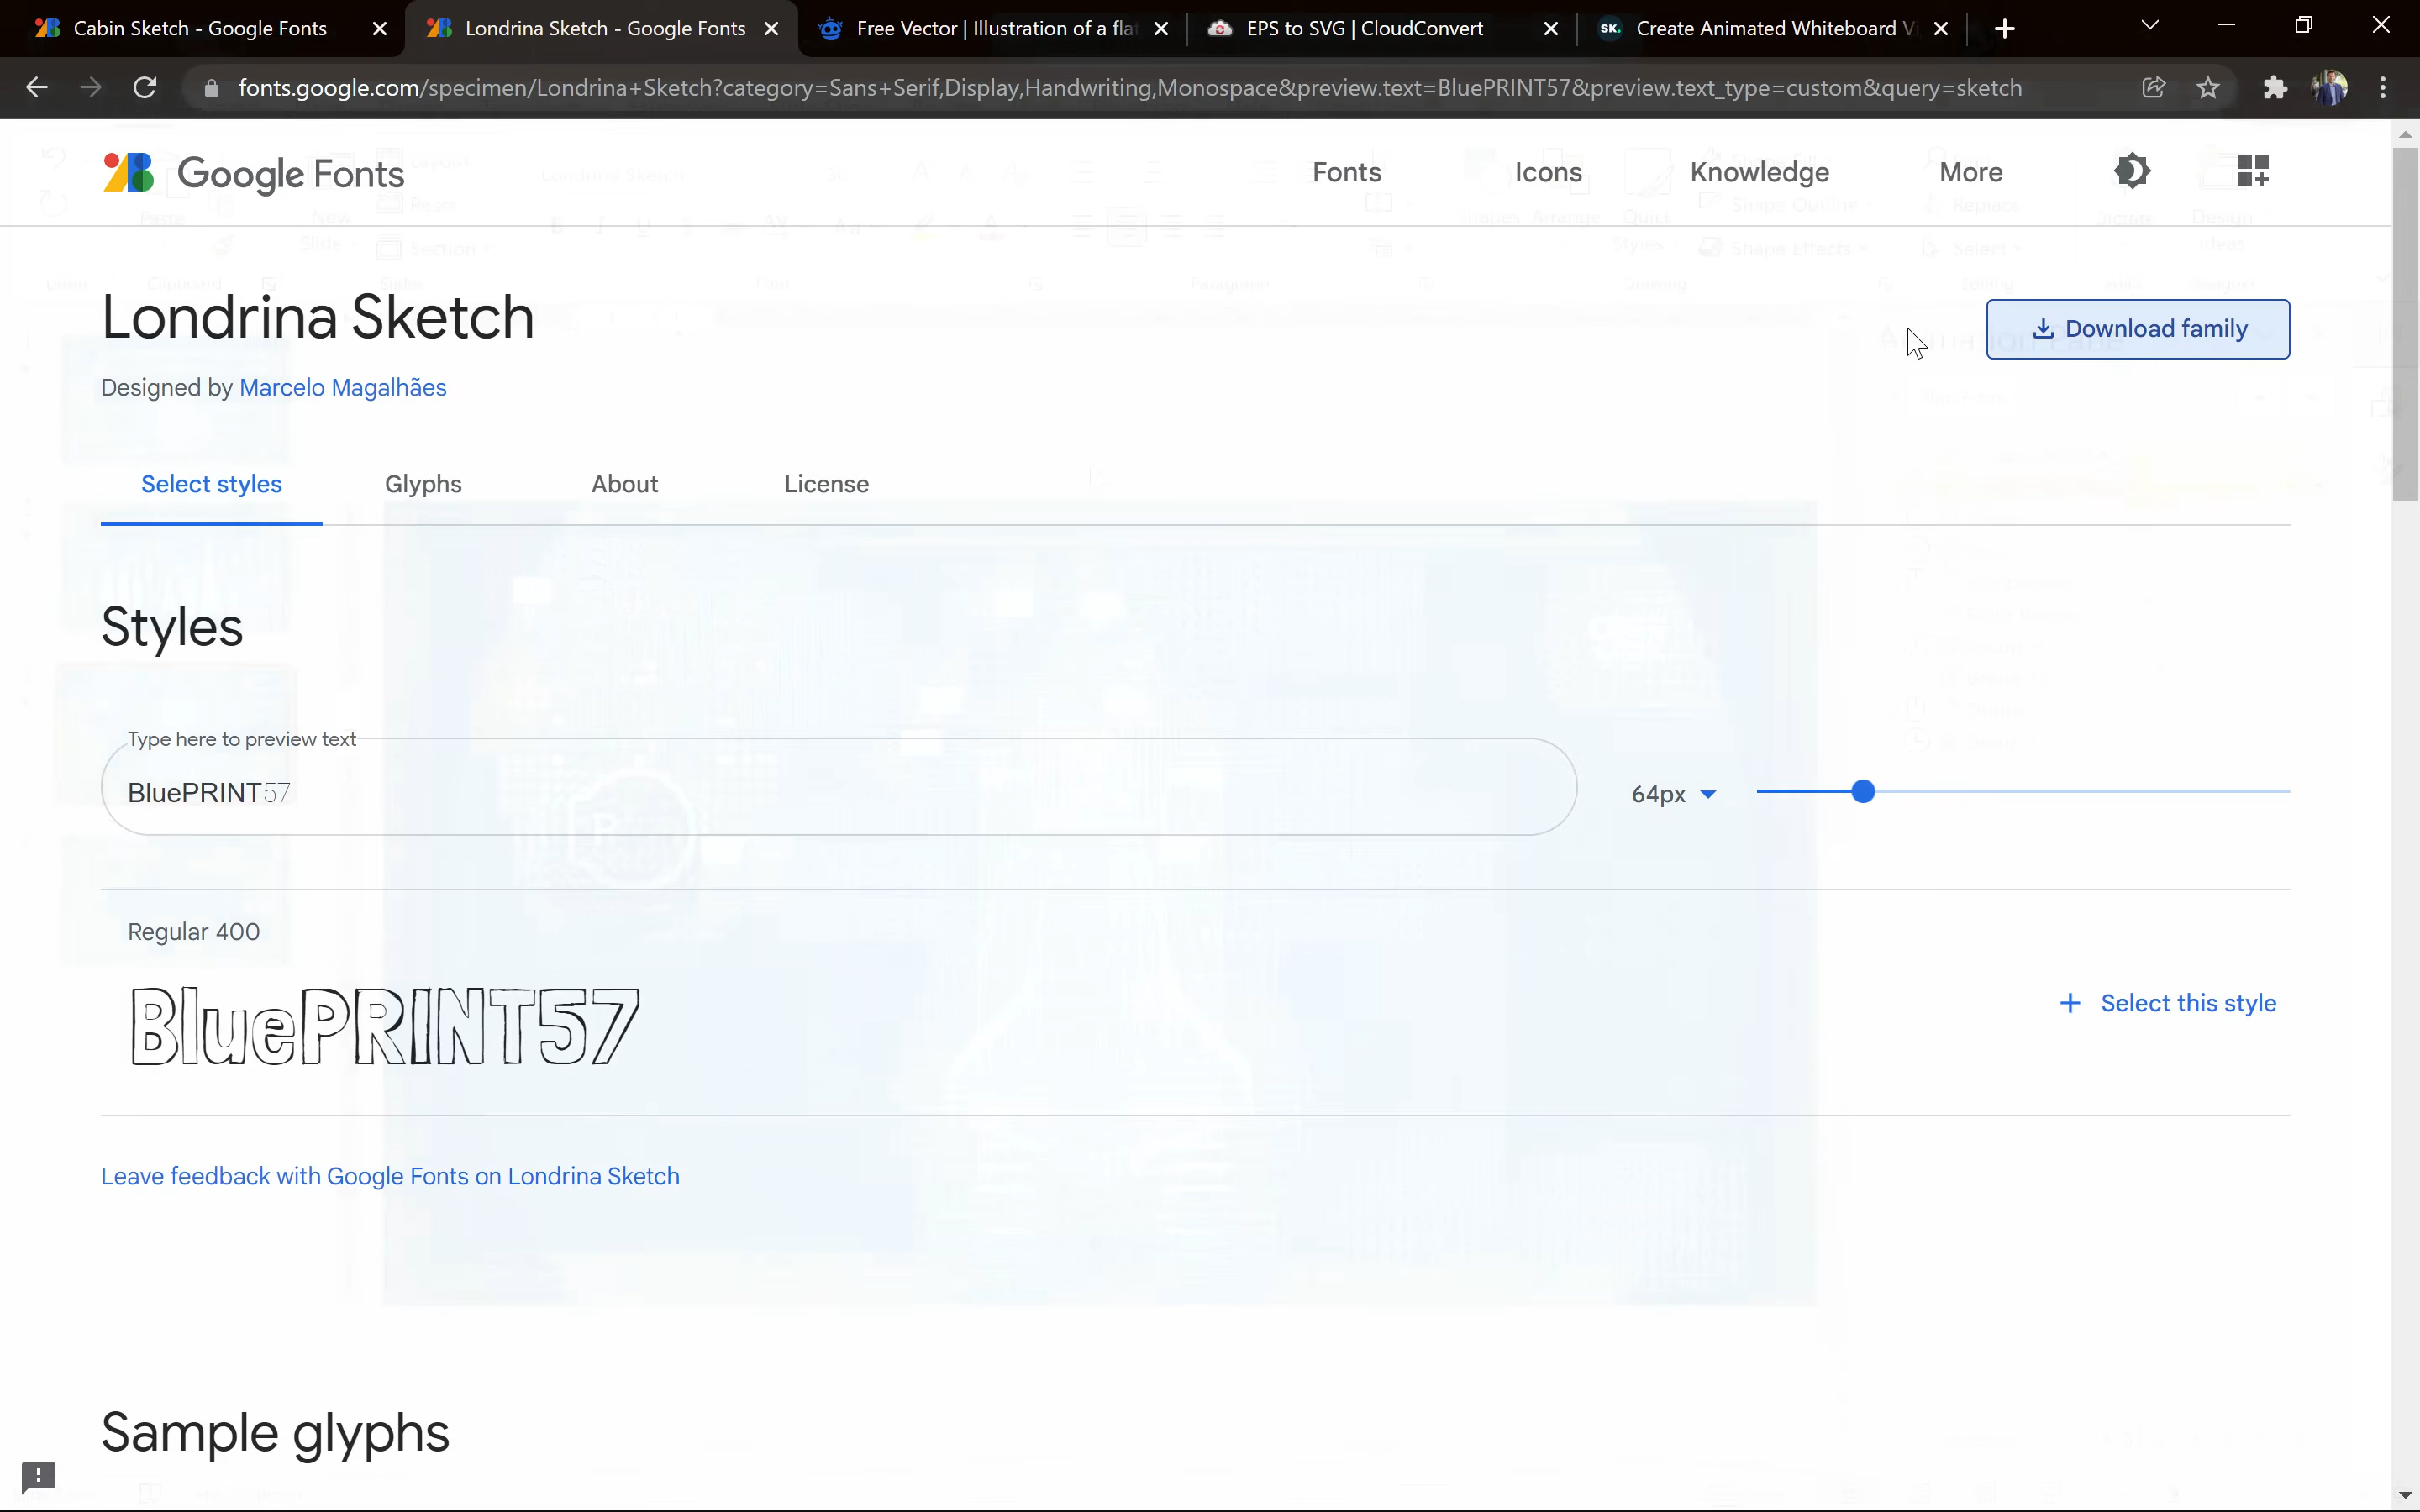 Cabin Sketch - Google Fonts
Londrina Sketch - Google Fonts
Free Vector | Illustration of a flat
EPS to SVG | CloudConvert
SK. Create Animated Whiteboard Vi
fonts.google.com/specimen/Londrina+Sketch?category=Sans+Serif,Display,Handwriting,Monospace&preview.text=BluePRINT57&preview.text_type=custom&query=sketch
Google Fonts
Fonts Icons Knowledge More
Londrina Sketch
Download family
Designed by Marcelo Magalhães
Select styles Glyphs About License
Styles
Type here to preview text
BluePRINT57
64px
Regular 400
BluePRINT57
Select this style
Leave feedback with Google Fonts on Londrina Sketch
Sample glyphs